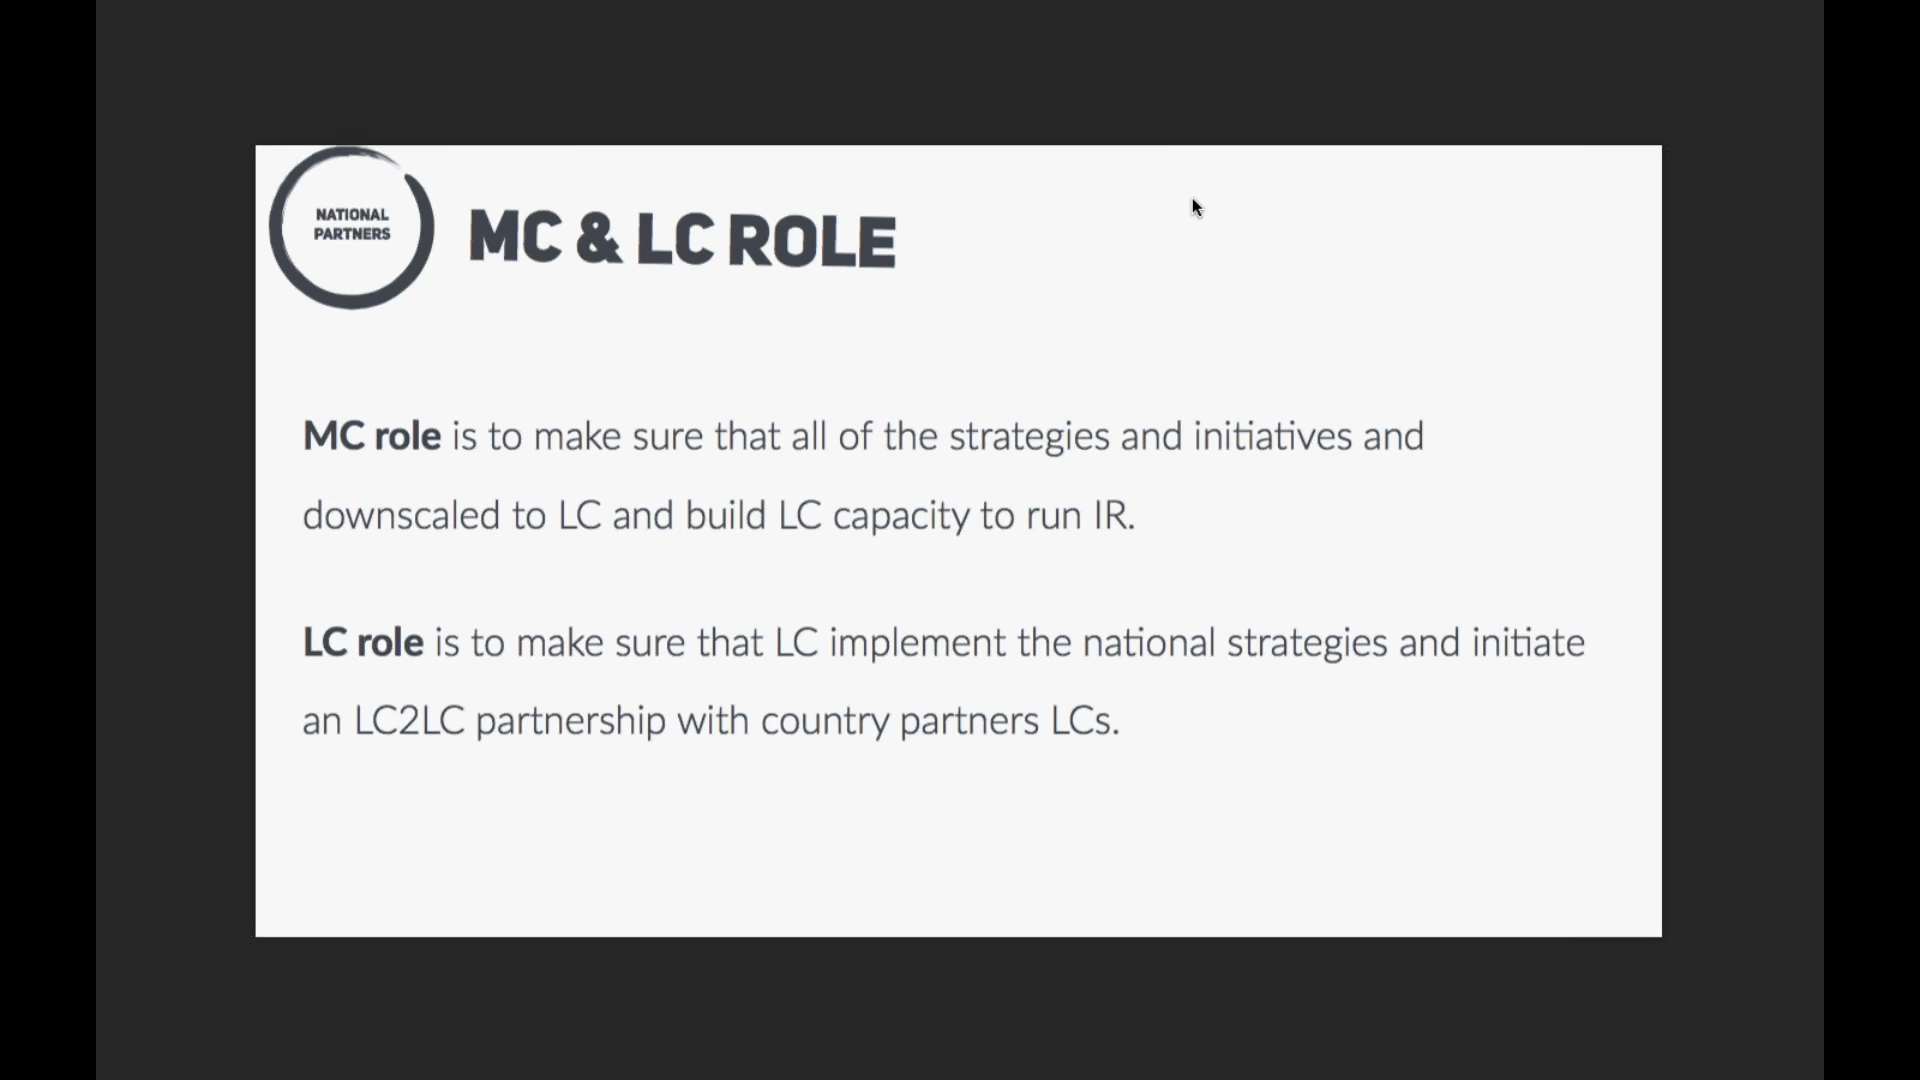 NATIONAL
PARTNERS
MC & LC ROLE
MC role is to make sure that all of the strategies and initiatives and
downscaled to LC and build LC capacity to run IR.
LC role is to make sure that LC implement the national strategies and initiate
an LC2LC partnership with country partners LCs.